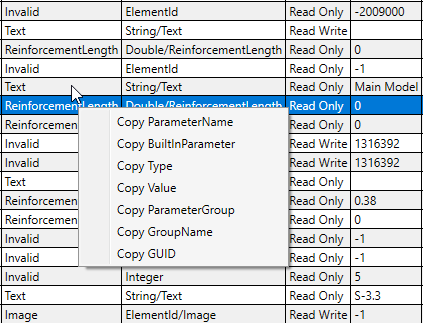 Invalid ElementId Read Only -2009000
Text String/Text Read Write
ReinforcementLength Double/ReinforcementLength Read Only 0
Invalid ElementId Read Only -1
Text String/Text Read Only Main Model
ReinforcementLength Double/ReinforcementLength Read Only 0
Reinforcemen Read Only 0
Invalid Read Write 1316392
Invalid Read Write 1316392
Text Read Only
Reinforcemen Read Only 0.38
Reinforcemen Read Only 0
Invalid Read Only -1
Invalid Read Only -1
Invalid Integer Read Only 5
Text String/Text Read Only S-3.3
Image ElementId/Image Read Write -1
Copy ParameterName
Copy BuiltInParameter
Copy Type
Copy Value
Copy ParameterGroup
Copy GroupName
Copy GUID